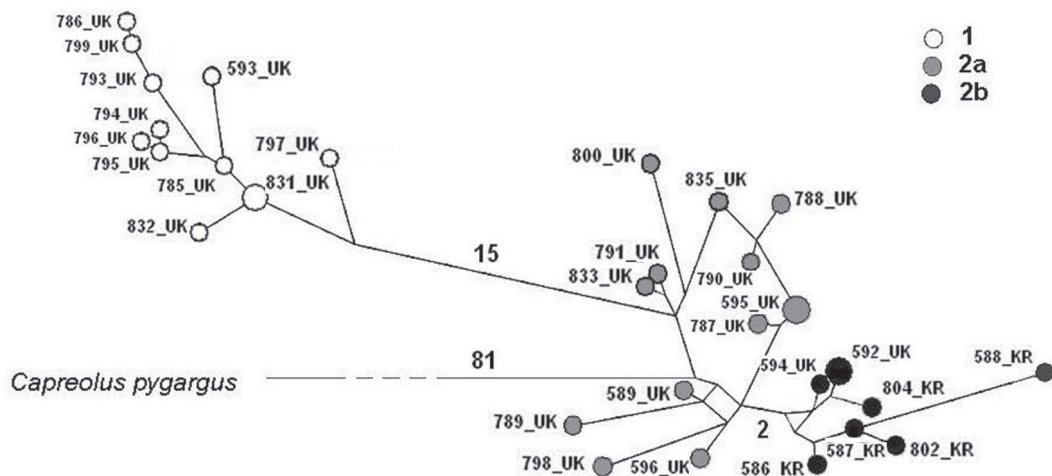 786_UK
799_UK
793_UK
593_UK
794_UK
796_UK
795_UK
797_UK
785_UK
831_UK
832_UK
15
1
2a
2b
800_UK
835_UK
788_UK
791_UK
833_UK
790_UK
595_UK
787_UK
81
Capreolus pygargus
594_UK
592_UK
588_KR
589_UK
804_KR
789_UK
2
587_KR
802_KR
798_UK
596_UK
586_KR